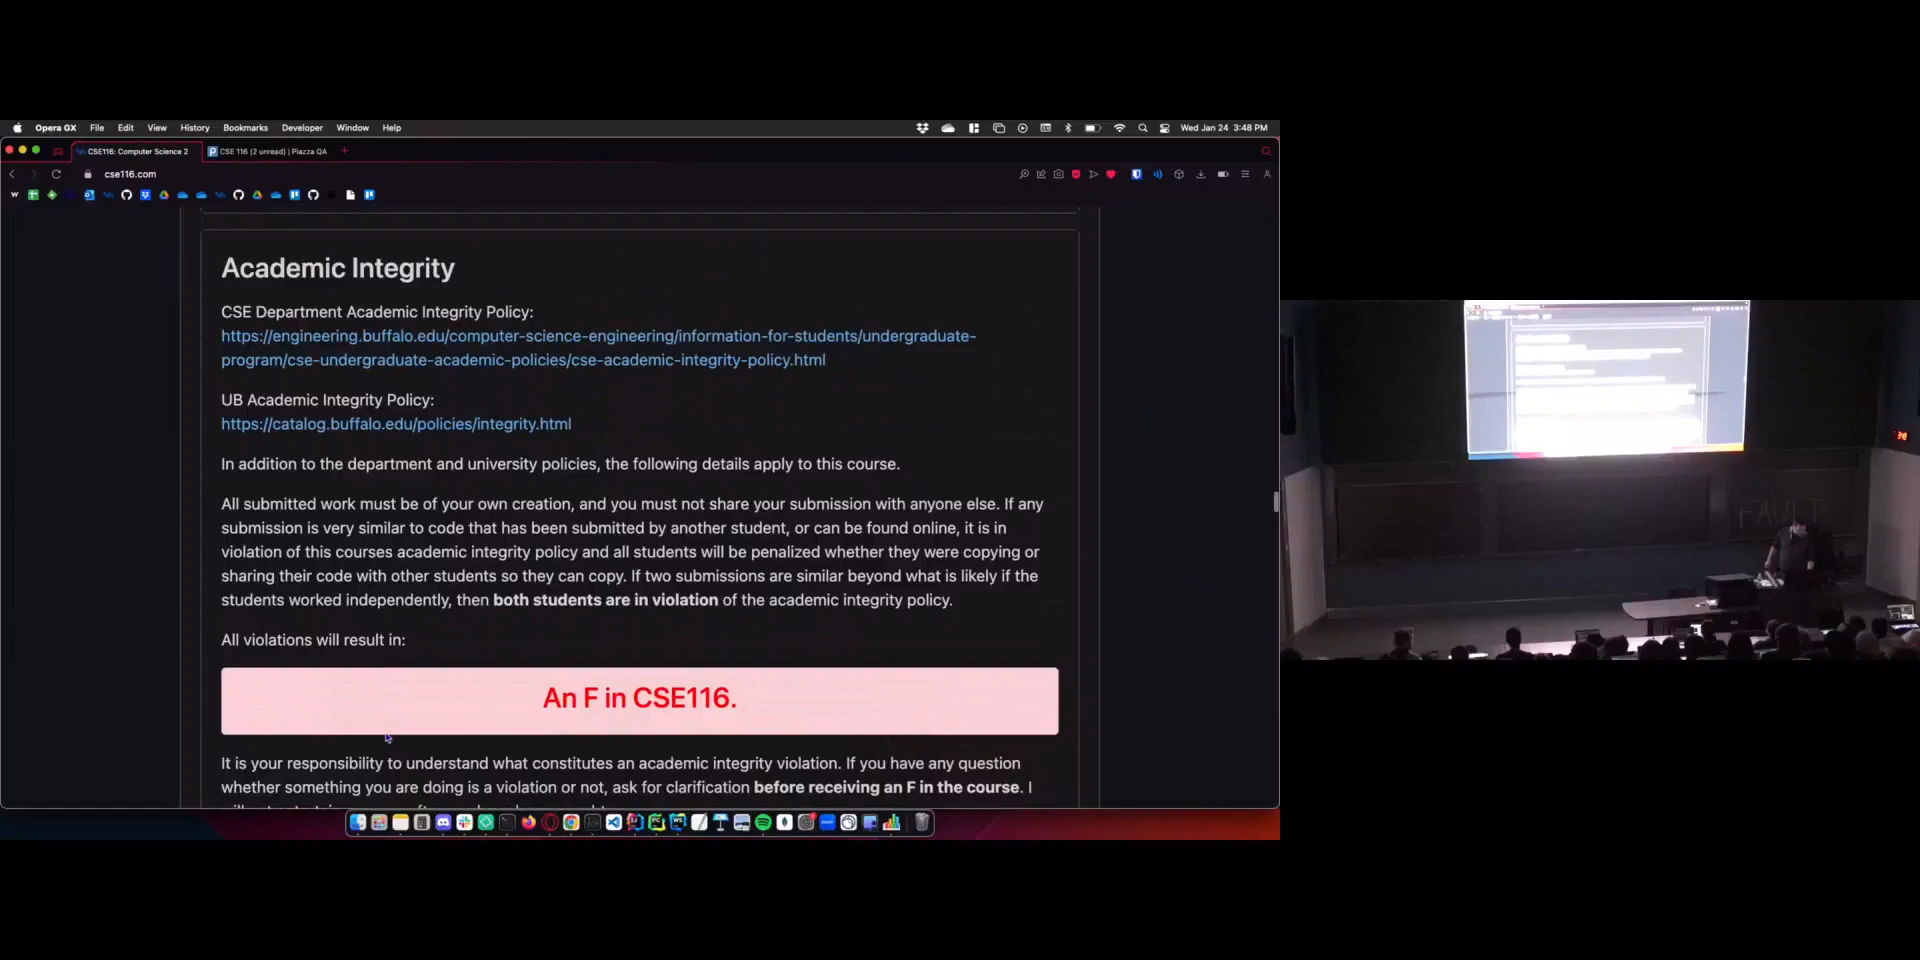 Opera GX File Edit View History Bookmarks Developer Window Help
Wed Jan 24 3:48 PM
CSE116: Computer Science 2
CSE 116 (2 unread) | Piazza QA
cse116.com
Academic Integrity
CSE Department Academic Integrity Policy:
https://engineering.buffalo.edu/computer-science-engineering/information-for-students/undergraduate-
program/cse-undergraduate-academic-policies/cse-academic-integrity-policy.html
UB Academic Integrity Policy:
https://catalog.buffalo.edu/policies/integrity.html
In addition to the department and university policies, the following details apply to this course.
All submitted work must be of your own creation, and you must not share your submission with anyone else. If any
submission is very similar to code that has been submitted by another student, or can be found online, it is in
violation of this courses academic integrity policy and all students will be penalized whether they were copying or
sharing their code with other students so they can copy. If two submissions are similar beyond what is likely if the
students worked independently, then both students are in violation of the academic integrity policy.
All violations will result in:
An F in CSE116.
It is your responsibility to understand what constitutes an academic integrity violation. If you have any question
whether something you are doing is a violation or not, ask for clarification before receiving an F in the course. I
FAULT